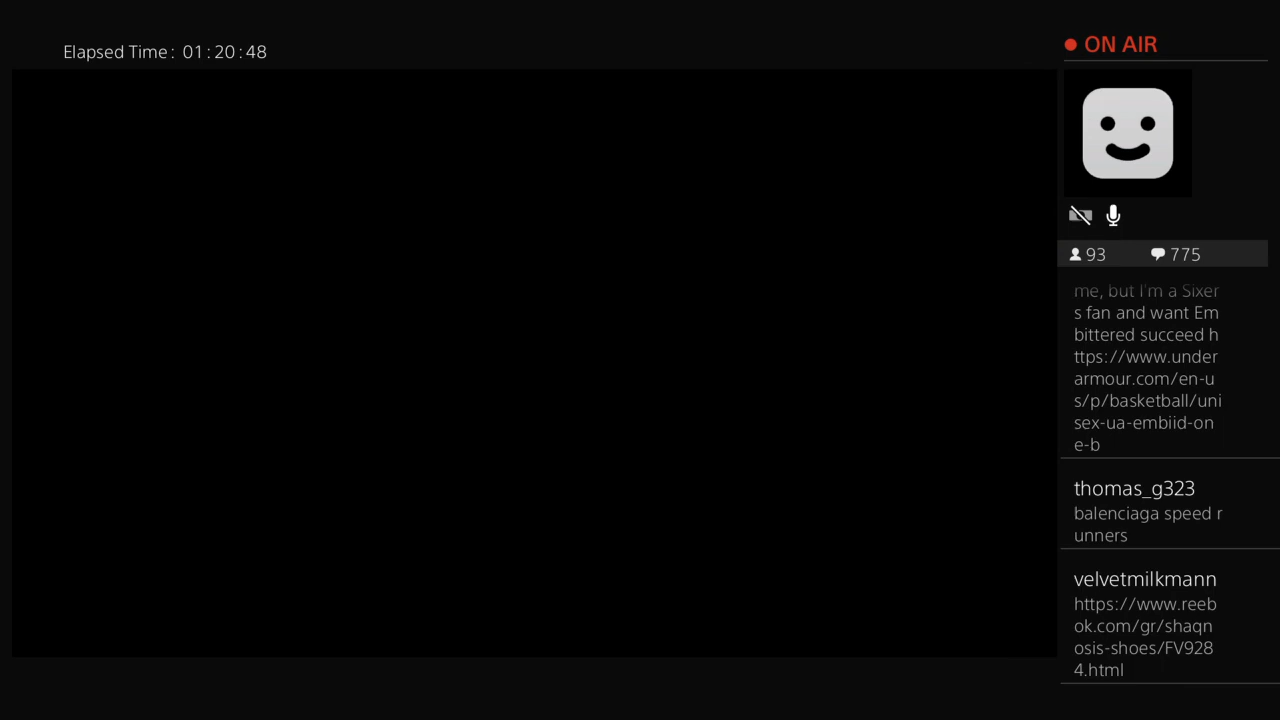 Elapsed Time: 01:20:48
ON AIR
93 775
me, but I'm a Sixer
s fan and want Em
bittered succeed h
ttps://www.under
armour.com/en-u
s/p/basketball/uni
sex-ua-embiid-on
e-b
thomas_g323
balenciaga speed r
unners
velvetmilkmann
https://www.reeb
ok.com/gr/shaqn
osis-shoes/FV928
4.html